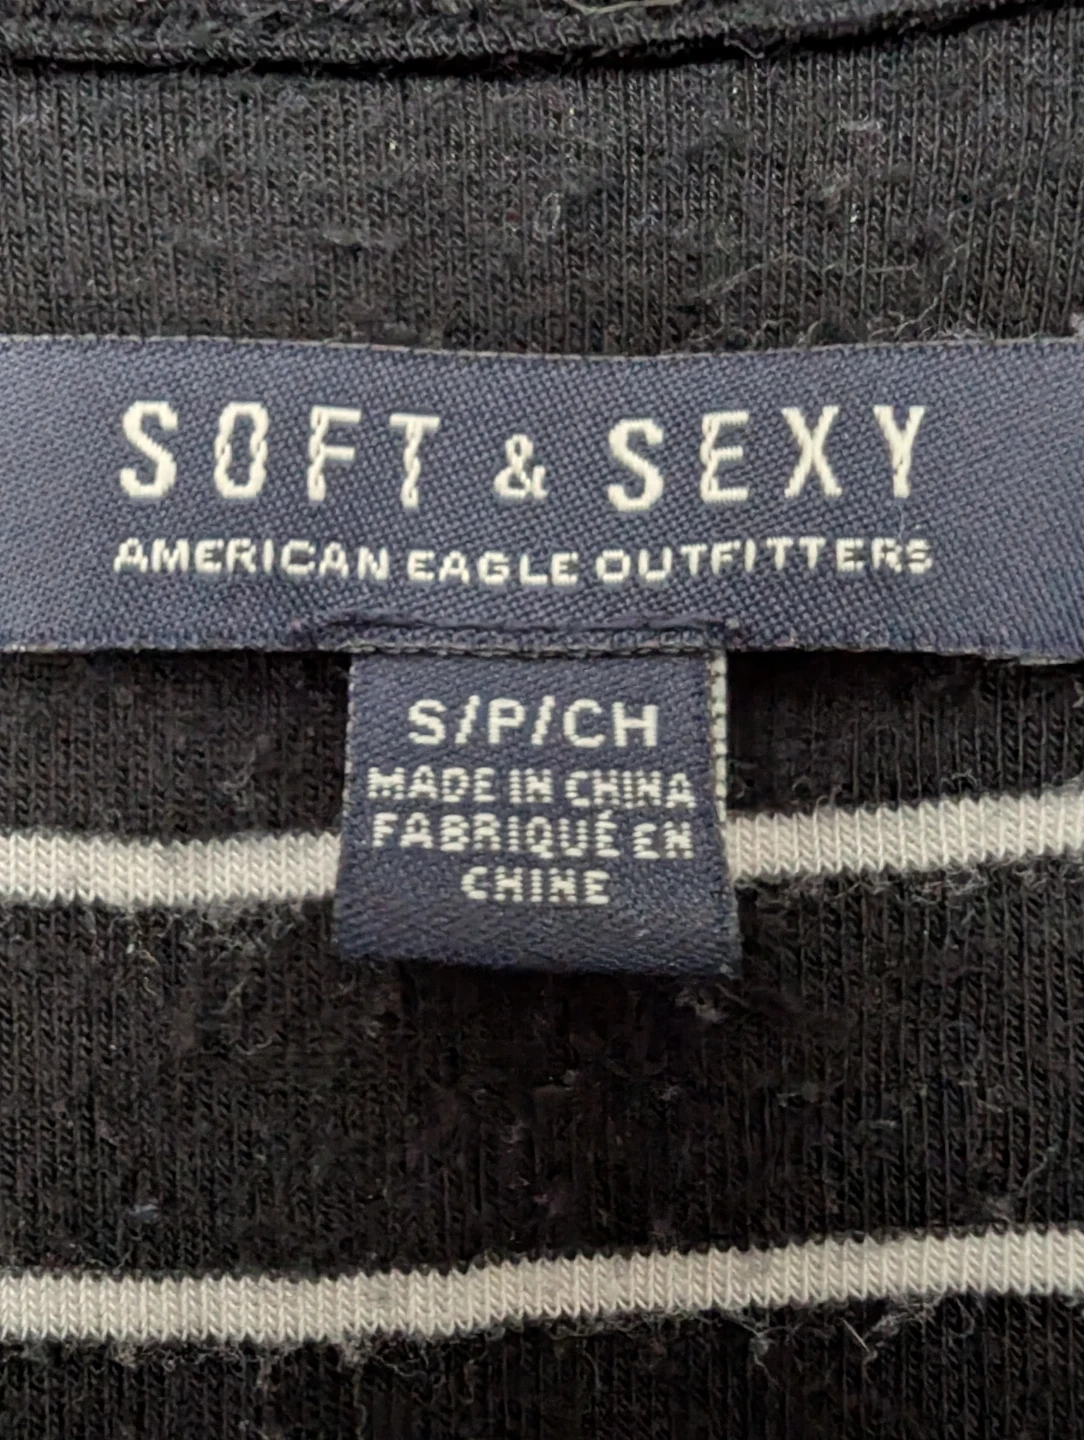 SOFT & SEXY
AMERICAN EAGLE OUTFITTERS
S/P/CH
MADE IN CHINA
FABRIQUÉ EN
CHINE